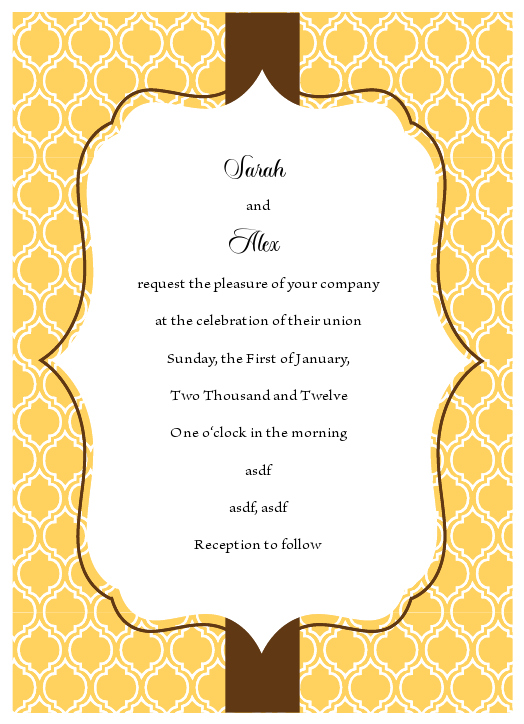 Sarah
and
Alex
request the pleasure of your company
at the celebration of their union
Sunday, the First of January,
Two Thousand and Twelve
One o'clock in the morning
asdf
asdf, asdf
Reception to follow